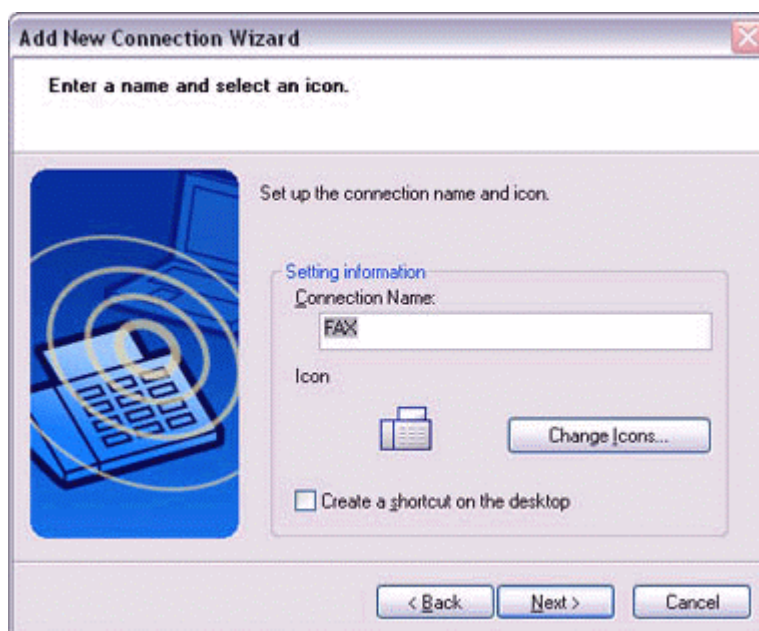 Add New Connection Wizard
Enter a name and select an icon.
Set up the connection name and icon.
Setting information
Connection Name:
FAX
Icon
Change Icons...
Create a shortcut on the desktop
< Back
Next >
Cancel